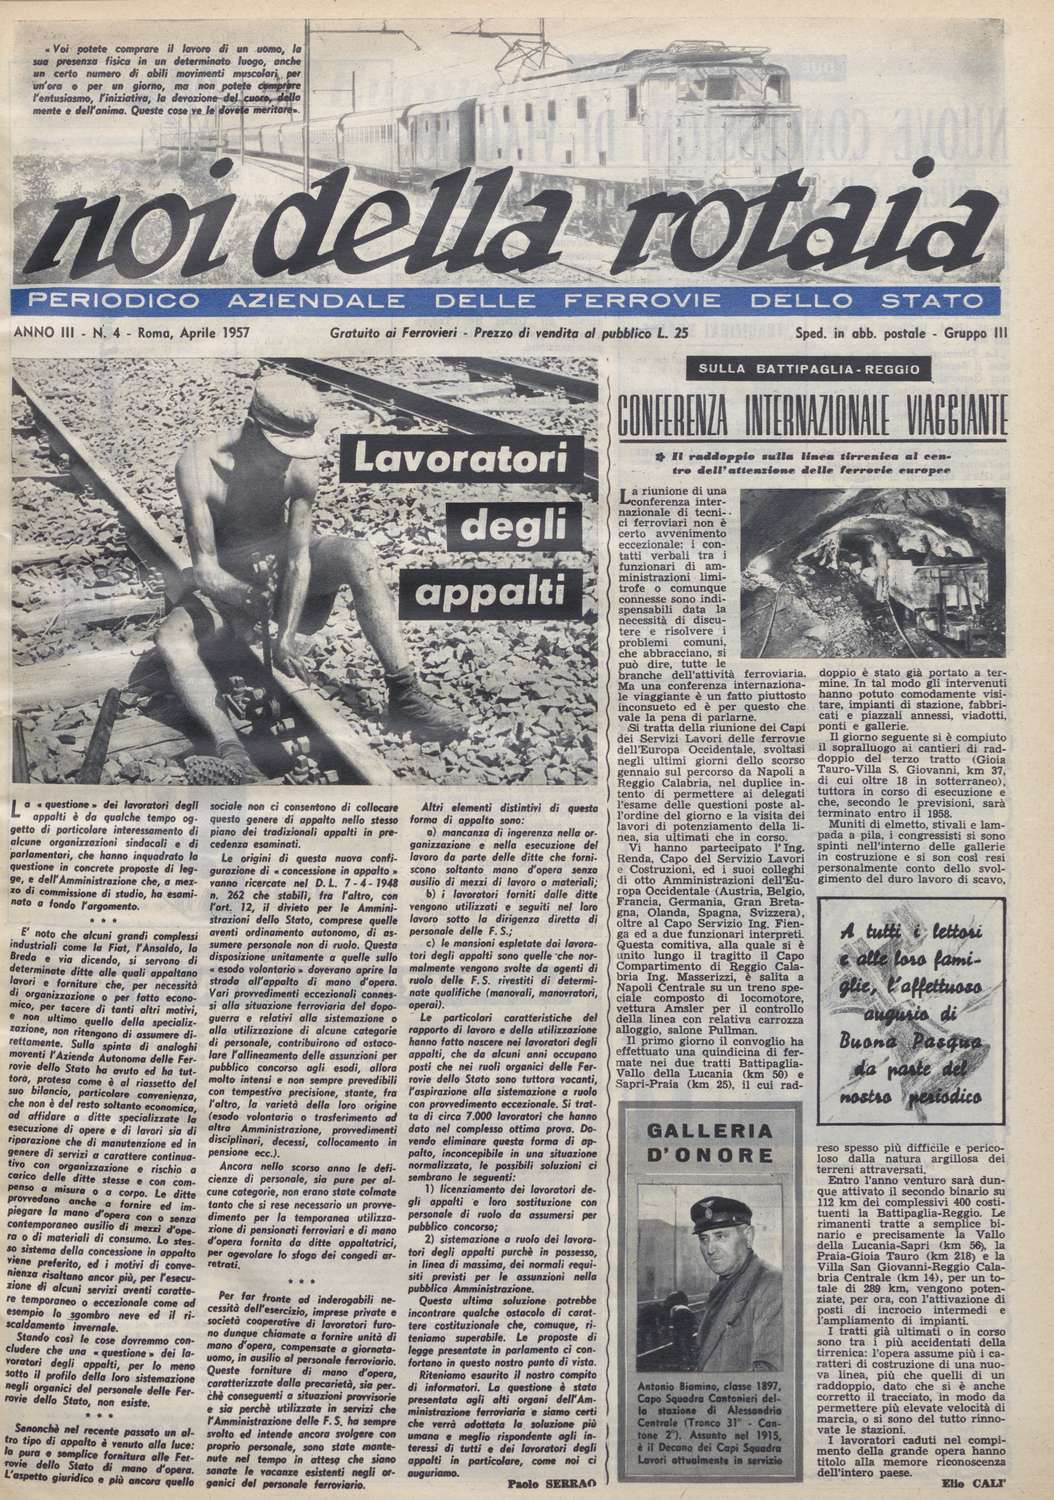 «Voi potete comprare il lavoro di un uomo, la
sua presenza fisica in un determinato luogo, anche
un certo numero di abili movimenti muscolari per
un'ora o per un giorno, ma non potete comprare
l'entusiasmo, l'iniziativa, la devozione del cuore, della
mente e dell'anima. Queste cose ve le dovete meritare».
noi della rotaia
PERIODICO AZIENDALE DELLE FERROVIE DELLO STATO
ANNO III - N. 4 - Roma, Aprile 1957
Gratuito ai Ferrovieri - Prezzo di vendita al pubblico L. 25
Sped. in abb. postale - Gruppo III
Lavoratori
degli
appalti
La «questione» dei lavoratori degli
appalti è da qualche tempo og-
getto di particolare interessamento di
alcune organizzazioni sindacali e di
parlamentari, che hanno inquadrato la
questione in concrete proposte di leg-
ge, e dell'Amministrazione che, a mez-
zo di commissione di studio, ha esami-
nato a fondo l'argomento.
* * *
E' noto che alcuni grandi complessi
industriali come la Fiat, l'Ansaldo, la
Breda e via dicendo, si servono di
determinate ditte alle quali appaltano
lavori e forniture che, per necessità
di organizzazione o per fatto econo-
mico, per tacere di tanti altri motivi,
e non ultimo quello della specializ-
zazione, non ritengono di assumere di-
rettamente. Sulla spinta di analoghi
moventi l'Azienda Autonoma delle Fer-
rovie dello Stato ha avuto ed ha tut-
tora, protesa come è al riassetto del
suo bilancio, particolare convenienza,
che non è del resto soltanto economica,
ad affidare a ditte specializzate la
esecuzione di opere e di lavori sia di
riparazione che di manutenzione ed in
genere di servizi a carattere continua-
tivo con organizzazione e rischio a
carico delle ditte stesse e con com-
penso a misura o a corpo. Le ditte
provvedono anche a fornire ed im-
piegare la mano d'opera con o senza
contemporaneo ausilio di mezzi d'ope-
ra o di materiali di consumo. Lo stes-
so sistema della concessione in appalto
viene preferito, ed i motivi di conve-
nienza risaltano ancor più, per l'esecu-
zione di alcuni servizi aventi caratte-
re temporaneo o eccezionale come ad
esempio lo sgombro neve ed il ri-
scaldamento invernale.
Stando così le cose dovremmo con-
cludere che una «questione» dei la-
voratori degli appalti, per lo meno
sotto il profilo della loro sistemazione
negli organici del personale delle Fer-
rovie dello Stato, non esiste.
* * *
Senonchè nel recente passato un al-
tro tipo di appalto è venuto alla luce:
la pura e semplice fornitura alle Fer-
rovie dello Stato di mano d'opera.
L'aspetto giuridico e più ancora quello
sociale non ci consentono di collocare
questo genere di appalto nello stesso
piano dei tradizionali appalti in pre-
cedenza esaminati.
Le origini di questa nuova confi-
gurazione di «concessione in appalto»
vanno ricercate nel D. L. 7-4-1948
n. 262 che stabilì, fra l'altro, con
l'art. 12, il divieto per le Ammini-
strazioni dello Stato, comprese quelle
aventi ordinamento autonomo, di as-
sumere personale non di ruolo. Questa
disposizione unitamente a quelle sullo
«esodo volontario» dovevano aprire la
strada all'appalto di mano d'opera.
Vari provvedimenti eccezionali connes-
si alla situazione ferroviaria del dopo-
guerra e relativi alla sistemazione o
alla utilizzazione di alcune categorie
di personale, contribuirono ad ostaco-
lare l'allineamento delle assunzioni per
pubblico concorso agli esodi, allora
molto intensi e non sempre prevedibili
con tempestiva precisione, stante, fra
l'altro, la varietà della loro origine
(esodo volontario o trasferimento ad
altra Amministrazione, provvedimenti
disciplinari, decessi, collocamento in
pensione ecc.).
Ancora nello scorso anno le defi-
cienze di personale, sia pure per al-
cune categorie, non erano state colmate
tanto che si rese necessario un provve-
dimento per la temporanea utilizza-
zione di pensionati ferrovieri e di mano
d'opera fornita da ditte appaltatrici,
per agevolare lo sfogo dei congedi ar-
retrati.
* * *
Per far fronte ad inderogabili ne-
cessità dell'esercizio, imprese private e
società cooperative di lavoratori furo-
no dunque chiamate a fornire unità di
mano d'opera, compensate a giornata-
uomo, in ausilio al personale ferroviario.
Queste forniture di mano d'opera,
caratterizzate dalla precarietà, sia per-
chè conseguenti a situazioni provvisorie
e sia perchè utilizzate in servizi che
l'Amministrazione delle F. S. ha sempre
svolto ed intende ancora svolgere con
proprio personale, sono state mante-
nute nel tempo in attesa che siano
sanate le vacanze esistenti negli or-
ganici del personale ferroviario.
Altri elementi distintivi di questa
forma di appalto sono:
a) mancanza di ingerenza nella or-
ganizzazione e nella esecuzione del
lavoro da parte delle ditte che forni-
scono soltanto mano d'opera senza
ausilio di mezzi di lavoro o materiali;
b) i lavoratori forniti dalle ditte
vengono utilizzati e seguiti nel loro
lavoro sotto la dirigenza diretta di
personale delle F. S.;
c) le mansioni espletate dai lavora-
tori degli appalti sono quelle che nor-
malmente vengono svolte da agenti di
ruolo delle F. S. rivestiti di determi-
nate qualifiche (manovali, manovratori,
operai).
Le particolari caratteristiche del
rapporto di lavoro e della utilizzazione
hanno fatto nascere nei lavoratori degli
appalti, che da alcuni anni occupano
posti che nei ruoli organici delle Fer-
rovie dello Stato sono tuttora vacanti,
l'aspirazione alla sistemazione a ruolo
con provvedimento eccezionale. Si trat-
ta di circa 7.000 lavoratori che hanno
dato nel complesso ottima prova. Do-
vendo eliminare questa forma di ap-
palto, inconcepibile in una situazione
normalizzata, le possibili soluzioni ci
sembrano le seguenti:
1) licenziamento dei lavoratori de-
gli appalti e loro sostituzione con
personale di ruolo da assumersi per
pubblico concorso;
2) sistemazione a ruolo dei lavora-
tori degli appalti purchè in possesso,
in linea di massima, dei normali requi-
siti previsti per le assunzioni nella
pubblica Amministrazione.
Questa ultima soluzione potrebbe
incontrare qualche ostacolo di carat-
tere costituzionale che, comunque, ri-
teniamo superabile. Le proposte di
legge presentate in parlamento ci con-
fortano in questo nostro punto di vista.
Riteniamo esaurito il nostro compito
di informatori. La questione è stata
presentata agli alti organi dell'Am-
ministrazione ferroviaria e siamo certi
che verrà adottata la soluzione più
umana e meglio rispondente agli in-
teressi di tutti e dei lavoratori degli
appalti in particolare, come noi ci
auguriamo.
Paolo SERRAO
SULLA BATTIPAGLIA-REGGIO
CONFERENZA INTERNAZIONALE VIAGGIANTE
Il raddoppio sulla linea tirrenica al cen-
tro dell'attenzione delle ferrovie europee
La riunione di una
conferenza inter-
nazionale di tecni-
ci ferroviari non è
certo avvenimento
eccezionale: i con-
tatti verbali tra i
funzionari di am-
ministrazioni limi-
trofe o comunque
connesse sono indi-
spensabili data la
necessità di discu-
tere e risolvere i
problemi comuni,
che abbracciano, si
può dire, tutte le
branche dell'attività ferroviaria.
Ma una conferenza internaziona-
le viaggiante è un fatto piuttosto
inconsueto ed è per questo che
vale la pena di parlarne.
Si tratta della riunione dei Capi
dei Servizi Lavori delle ferrovie
dell'Europa Occidentale, svoltasi
negli ultimi giorni dello scorso
gennaio sul percorso da Napoli a
Reggio Calabria, nel duplice in-
tento di permettere ai delegati
l'esame delle questioni poste al-
l'ordine del giorno e la visita dei
lavori di potenziamento della li-
nea, sia ultimati che in corso.
Vi hanno partecipato l'Ing.
Renda, Capo del Servizio Lavori
e Costruzioni, ed i suoi colleghi
di otto Amministrazioni dell'Eu-
ropa Occidentale (Austria, Belgio,
Francia, Germania, Gran Breta-
gna, Olanda, Spagna, Svizzera),
oltre al Capo Servizio Ing. Fien-
ga ed a due funzionari interpreti.
Questa comitiva, alla quale si è
unito lungo il tragitto il Capo
Compartimento di Reggio Cala-
bria Ing. Masserizzi, è salita a
Napoli Centrale su un treno spe-
ciale composto di locomotore,
vettura Amsler per il controllo
della linea con relativa carrozza
alloggio, salone Pullman.
Il primo giorno il convoglio ha
effettuato una quindicina di fer-
mate nei due tratti Battipaglia-
Vallo della Lucania (km 50) e
Sapri-Praia (km 25), il cui rad-
doppio è stato già portato a ter-
mine. In tal modo gli intervenuti
hanno potuto comodamente visi-
tare, impianti di stazione, fabbri-
cati e piazzali annessi, viadotti,
ponti e gallerie.
Il giorno seguente si è compiuto
il sopraluogo ai cantieri di rad-
doppio del terzo tratto (Gioia
Tauro-Villa S. Giovanni, km 37,
di cui oltre 18 in sotterraneo),
tuttora in corso di esecuzione e
che, secondo le previsioni, sarà
terminato entro il 1958.
Muniti di elmetto, stivali e lam-
pada a pila, i congressisti si sono
spinti nell'interno delle gallerie
in costruzione e si son così resi
personalmente conto dello svol-
gimento del duro lavoro di scavo,
A tutti i lettori
e alle loro fami-
glie, l'affettuoso
augurio di
Buona Pasqua
da parte del
nostro periodico
reso spesso più difficile e perico-
loso dalla natura argillosa dei
terreni attraversati.
Entro l'anno venturo sarà dun-
que attivato il secondo binario su
112 km dei complessivi 400 costi-
tuenti la Battipaglia-Reggio. Le
rimanenti tratte a semplice bi-
nario e precisamente la Vallo
della Lucania-Sapri (km 56), la
Praia-Gioia Tauro (km 218) e la
Villa San Giovanni-Reggio Cala-
bria Centrale (km 14), per un to-
tale di 289 km, vengono poten-
ziate, per ora, con l'attivazione di
posti di incrocio intermedi e
l'ampliamento di impianti.
I tratti già ultimati o in corso
sono tra i più accidentati della
tirrenica: l'opera assume più i ca-
ratteri di costruzione di una nuo-
va linea, più che quelli di un
raddoppio, dato che si è anche
corretto il tracciato, in modo da
permettere più elevate velocità di
marcia, o si sono del tutto rinno-
vate le stazioni.
I lavoratori caduti nel compi-
mento della grande opera hanno
titolo alla memore riconoscenza
dell'intero paese.
Elio CALI'
GALLERIA
D'ONORE
Antonio Biamino, classe 1897,
Capo Squadra Cantonieri del-
la stazione di Alessandria
Centrale (Tronco 31° - Can-
tone 2°). Assunto nel 1915,
è il Decano dei Capi Squadra
Lavori attualmente in servizio